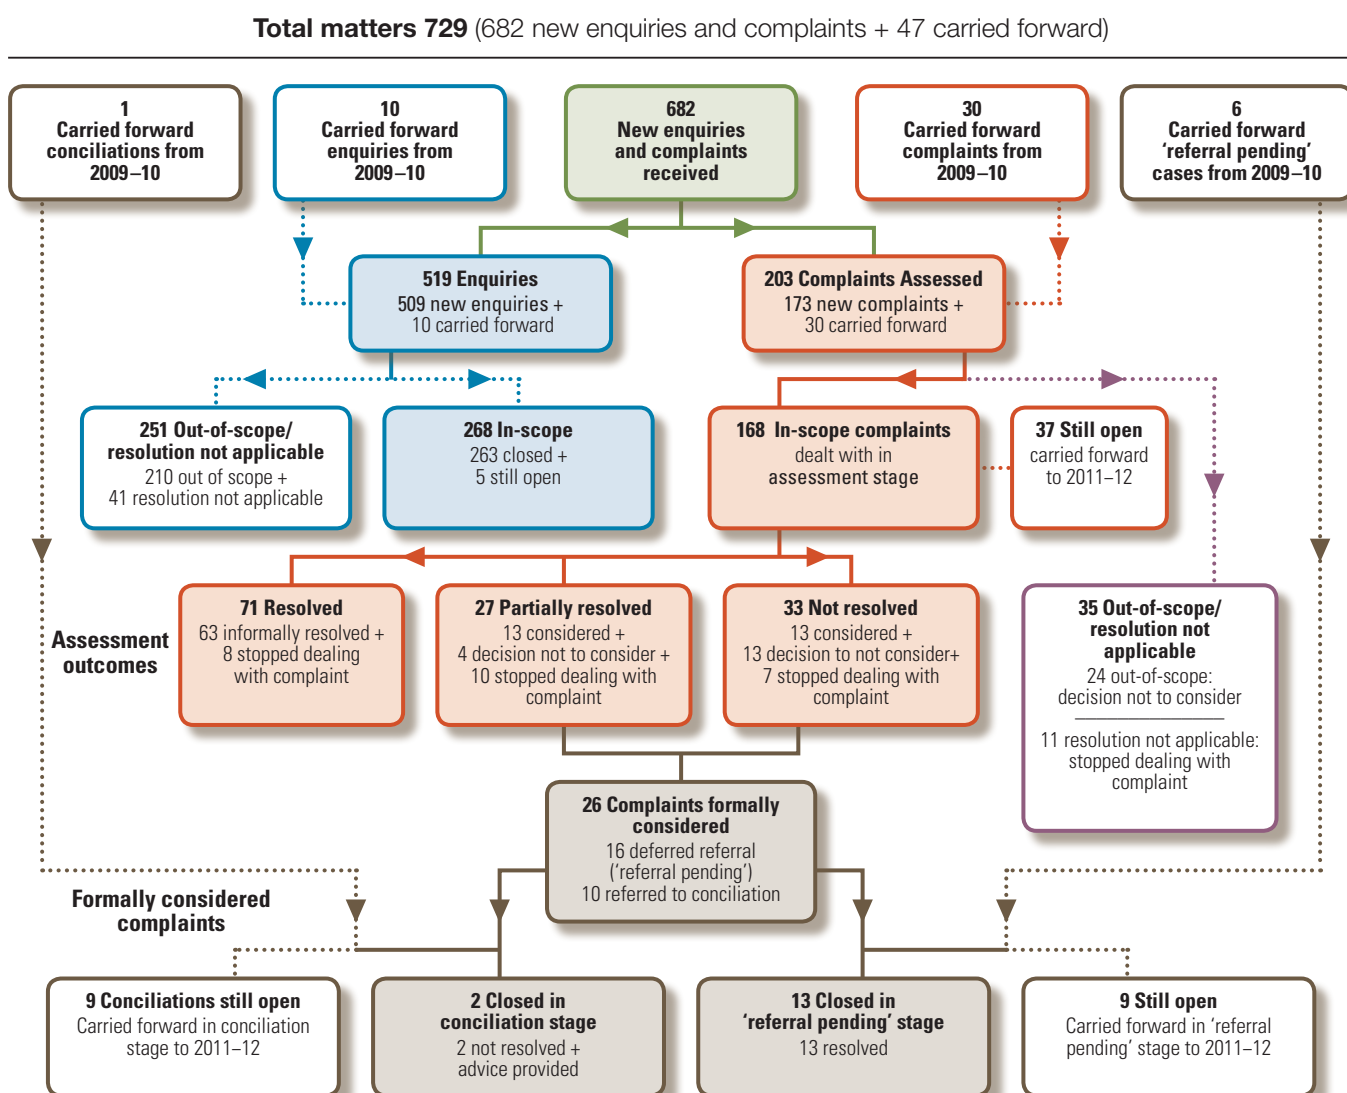 Total matters 729 (682 new enquiries and complaints + 47 carried forward)
1
Carried forward
conciliations from
2009–10
10
Carried forward
enquiries from
2009–10
682
New enquiries
and complaints
received
30
Carried forward
complaints from
2009–10
6
Carried forward
‘referral pending’
cases from 2009–10
519 Enquiries
509 new enquiries +
10 carried forward
203 Complaints Assessed
173 new complaints +
30 carried forward
251 Out-of-scope/
resolution not applicable
210 out of scope +
41 resolution not applicable
268 In-scope
263 closed +
5 still open
168 In-scope complaints
dealt with in
assessment stage
37 Still open
carried forward
to 2011–12
Assessment
outcomes
71 Resolved
63 informally resolved +
8 stopped dealing
with complaint
27 Partially resolved
13 considered +
4 decision not to consider +
10 stopped dealing with
complaint
33 Not resolved
13 considered +
13 decision to not consider+
7 stopped dealing with
complaint
35 Out-of-scope/
resolution not
applicable
24 out-of-scope:
decision not to consider
11 resolution not applicable:
stopped dealing with
complaint
26 Complaints formally
considered
16 deferred referral
(‘referral pending’)
10 referred to conciliation
Formally considered
complaints
9 Conciliations still open
Carried forward in conciliation
stage to 2011–12
2 Closed in
conciliation stage
2 not resolved +
advice provided
13 Closed in
‘referral pending’ stage
13 resolved
9 Still open
Carried forward in ‘referral
pending’ stage to 2011–12